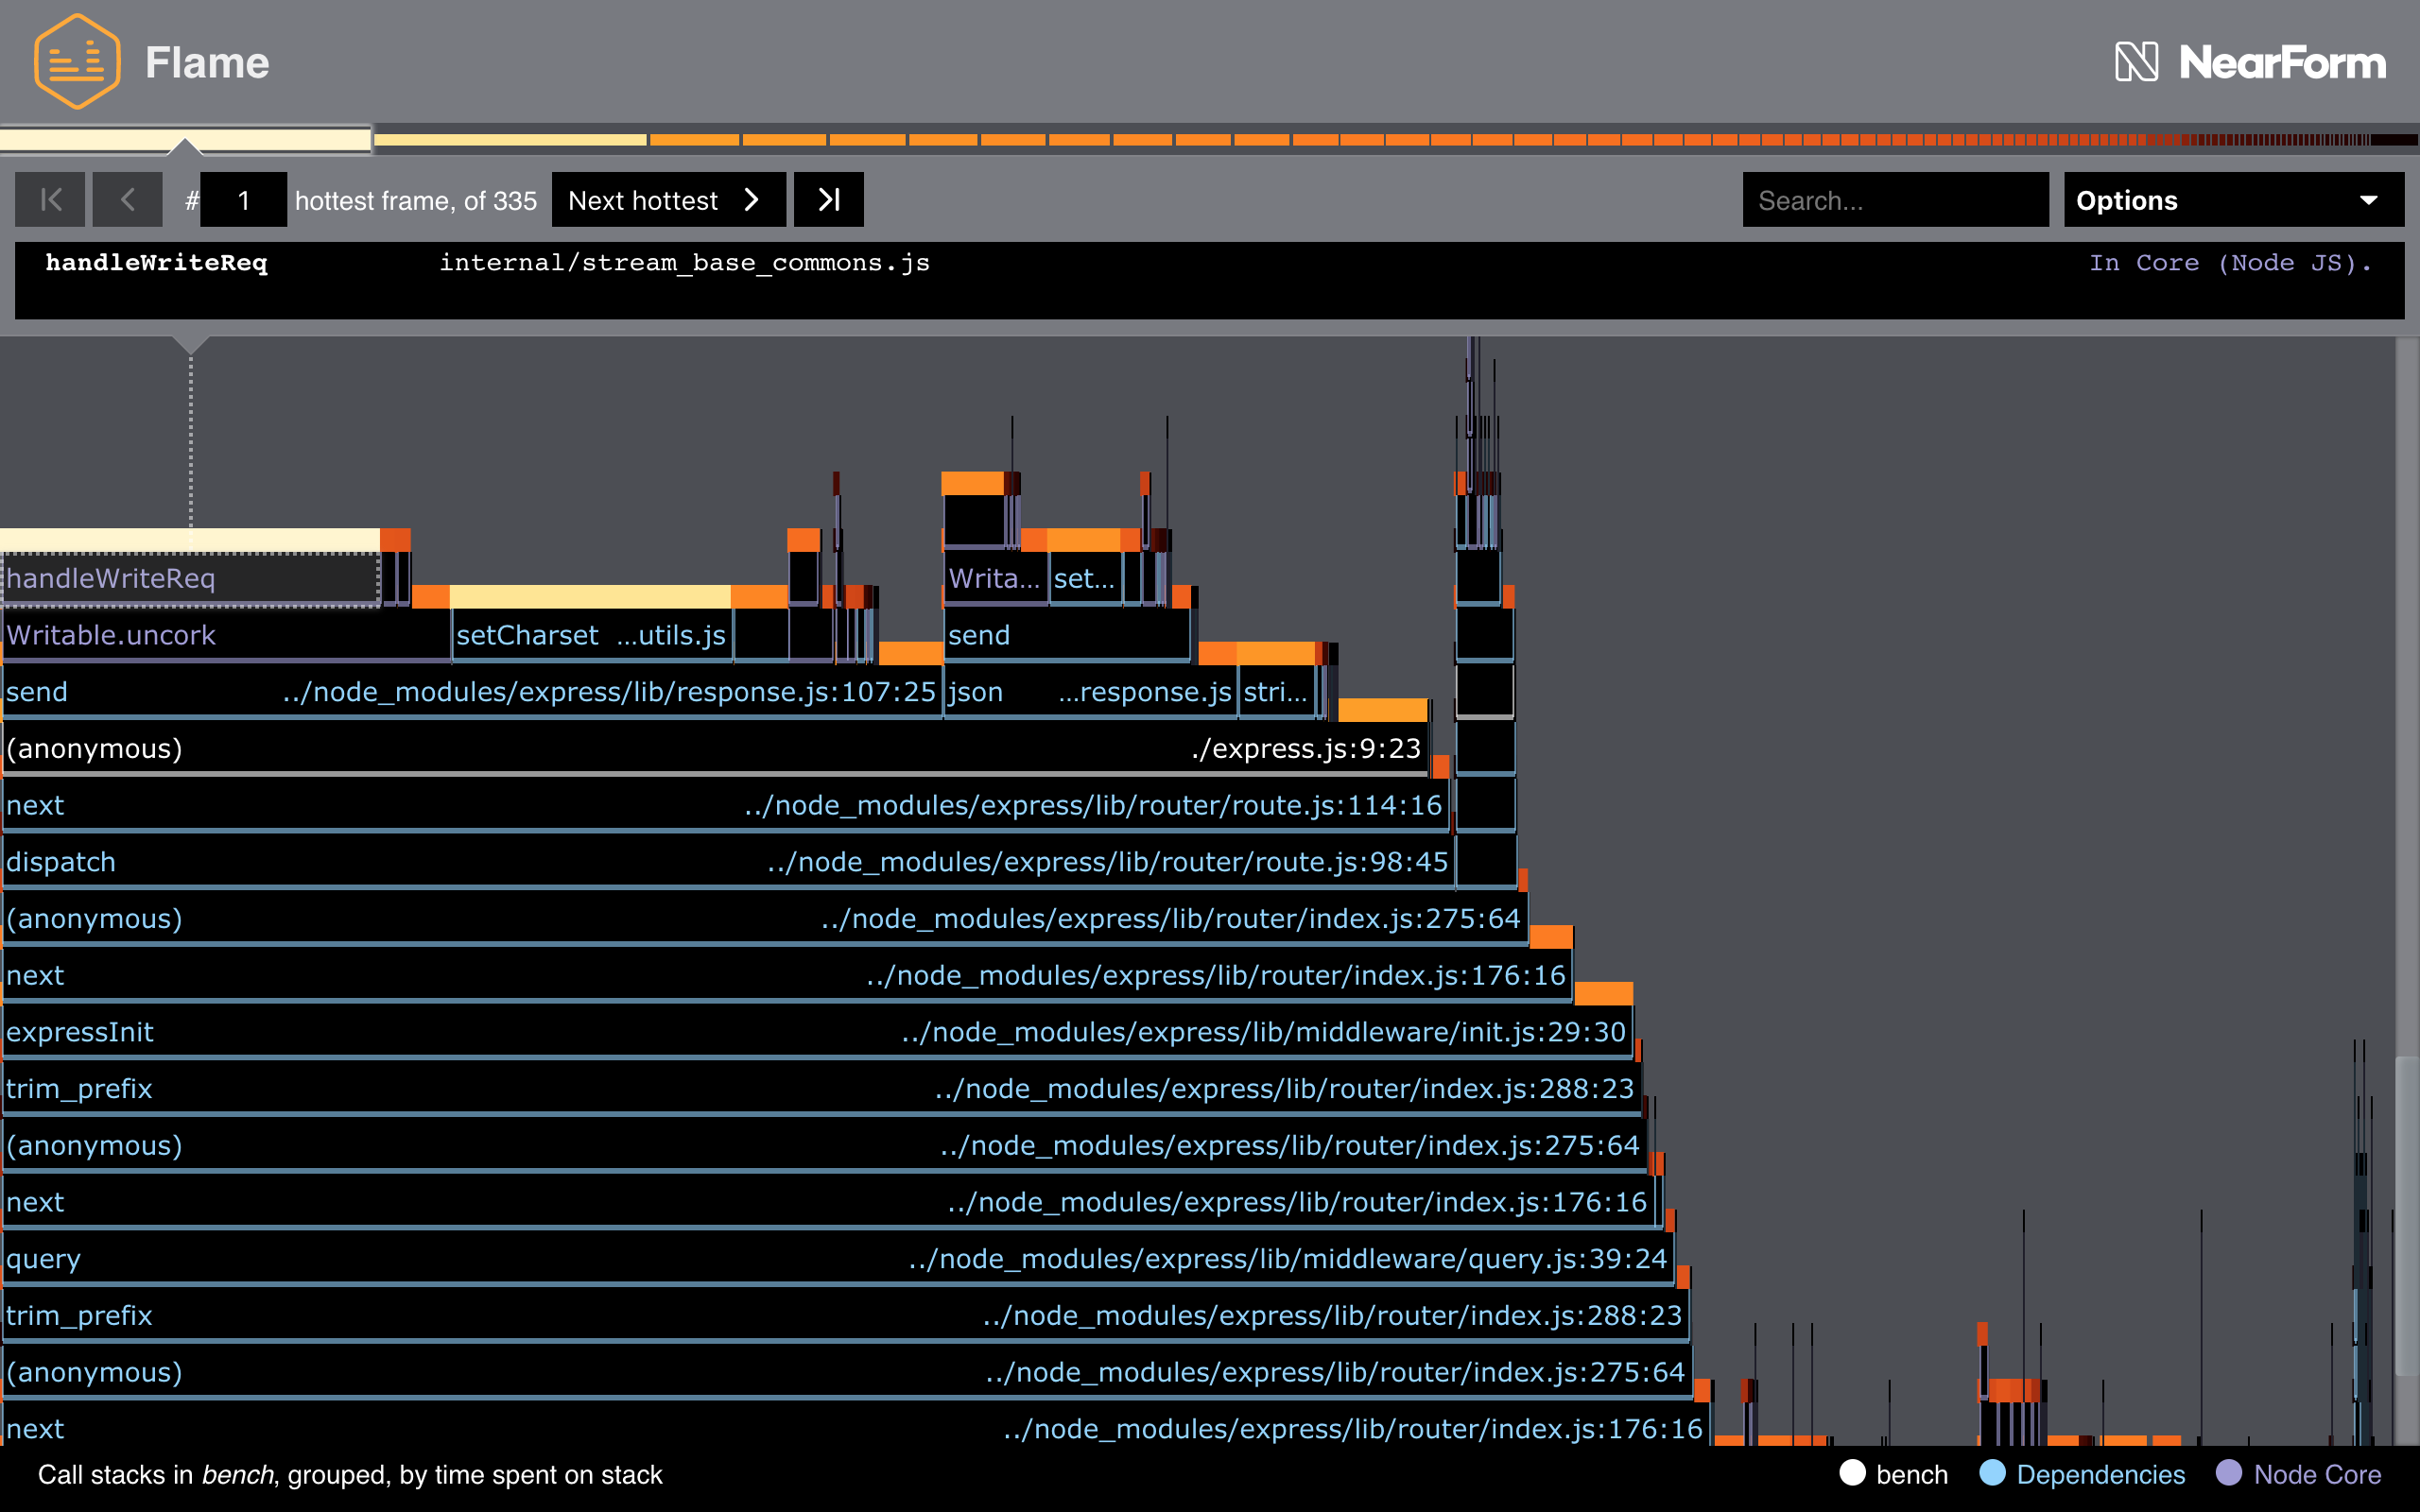 Flame
NearForm
# 1 hottest frame, of 335 Next hottest Search... Options
handleWriteReq internal/stream_base_commons.js In Core (Node JS).
handleWriteReq Writa... set...
Writable.uncork setCharset ...utils.js send
send ../node_modules/express/lib/response.js:107:25 json ...response.js stri...
(anonymous) ./express.js:9:23
next ../node_modules/express/lib/router/route.js:114:16
dispatch ../node_modules/express/lib/router/route.js:98:45
(anonymous) ../node_modules/express/lib/router/index.js:275:64
next ../node_modules/express/lib/router/index.js:176:16
expressInit ../node_modules/express/lib/middleware/init.js:29:30
trim_prefix ../node_modules/express/lib/router/index.js:288:23
(anonymous) ../node_modules/express/lib/router/index.js:275:64
next ../node_modules/express/lib/router/index.js:176:16
query ../node_modules/express/lib/middleware/query.js:39:24
trim_prefix ../node_modules/express/lib/router/index.js:288:23
(anonymous) ../node_modules/express/lib/router/index.js:275:64
next ../node_modules/express/lib/router/index.js:176:16
Call stacks in bench, grouped, by time spent on stack bench Dependencies Node Core